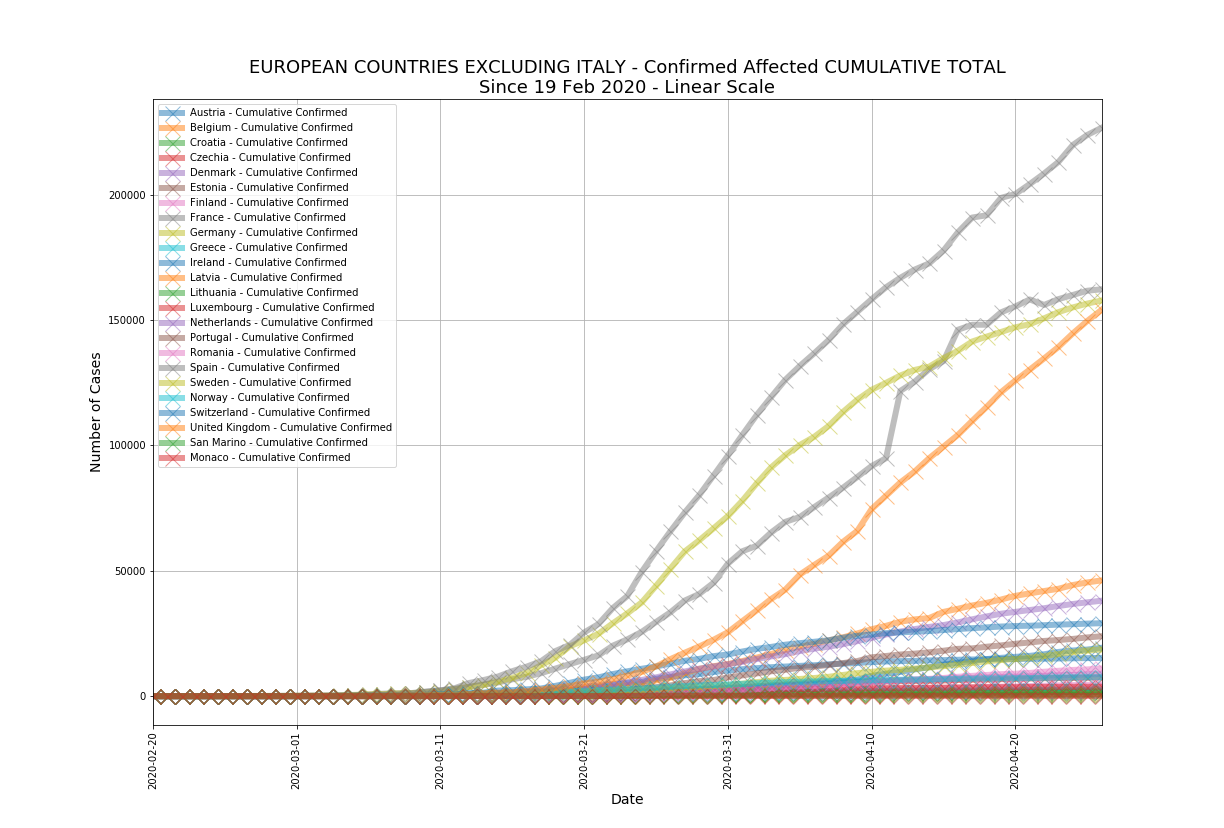 EUROPEAN COUNTRIES EXCLUDING ITALY - Confirmed Affected CUMULATIVE TOTAL
Since 19 Feb 2020 - Linear Scale
Austria - Cumulative Confirmed
Belgium - Cumulative Confirmed
Croatia - Cumulative Confirmed
Czechia - Cumulative Confirmed
Denmark - Cumulative Confirmed
Estonia - Cumulative Confirmed
Finland - Cumulative Confirmed
France - Cumulative Confirmed
Germany - Cumulative Confirmed
Greece - Cumulative Confirmed
Ireland - Cumulative Confirmed
Latvia - Cumulative Confirmed
Lithuania - Cumulative Confirmed
Luxembourg - Cumulative Confirmed
Netherlands - Cumulative Confirmed
Portugal - Cumulative Confirmed
Romania - Cumulative Confirmed
Spain - Cumulative Confirmed
Sweden - Cumulative Confirmed
Norway - Cumulative Confirmed
Switzerland - Cumulative Confirmed
United Kingdom - Cumulative Confirmed
San Marino - Cumulative Confirmed
Monaco - Cumulative Confirmed
Number of Cases
200000
150000
100000
50000
0
2020-02-20
2020-03-01
2020-03-11
2020-03-21
2020-03-31
2020-04-10
2020-04-20
Date